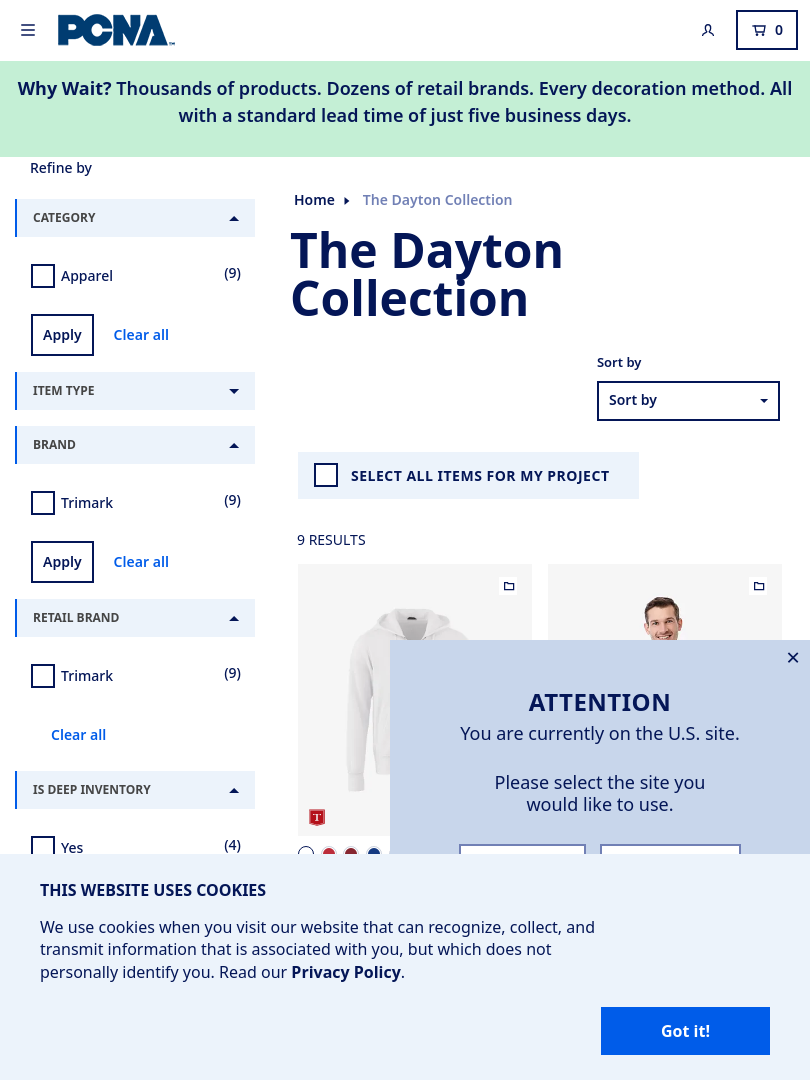 PCNA
0
Why Wait? Thousands of products. Dozens of retail brands. Every decoration method. All
with a standard lead time of just five business days.
Refine by
CATEGORY
Apparel (9)
Apply Clear all
ITEM TYPE
BRAND
Trimark (9)
Apply Clear all
RETAIL BRAND
Trimark (9)
Clear all
IS DEEP INVENTORY
Yes (4)
Home The Dayton Collection
The Dayton
Collection
Sort by
Sort by
SELECT ALL ITEMS FOR MY PROJECT
9 RESULTS
T
ATTENTION
You are currently on the U.S. site.
Please select the site you
would like to use.
THIS WEBSITE USES COOKIES
We use cookies when you visit our website that can recognize, collect, and
transmit information that is associated with you, but which does not
personally identify you. Read our Privacy Policy.
Got it!